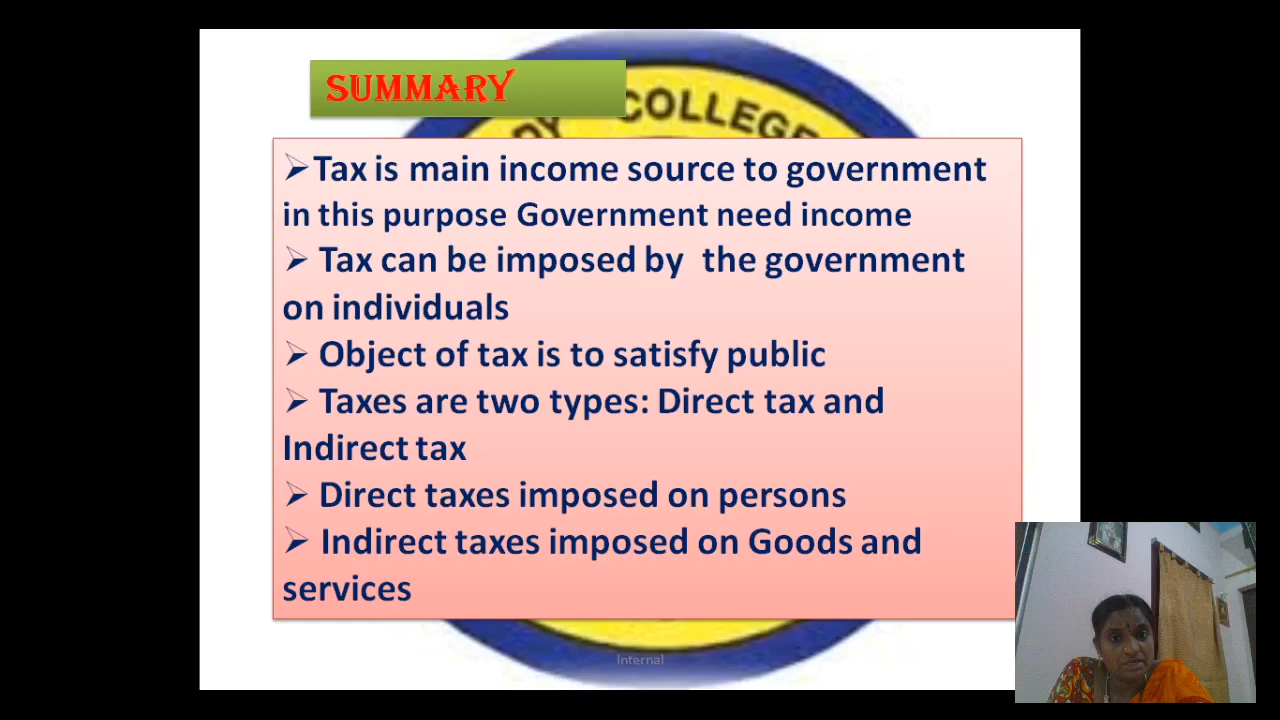 SUMMARY
COLLEGE
➢Tax is main income source to government
in this purpose Government need income
➢ Tax can be imposed by the government
on individuals
➢ Object of tax is to satisfy public
➢ Taxes are two types: Direct tax and
Indirect tax
➢ Direct taxes imposed on persons
➢ Indirect taxes imposed on Goods and
services
Internal